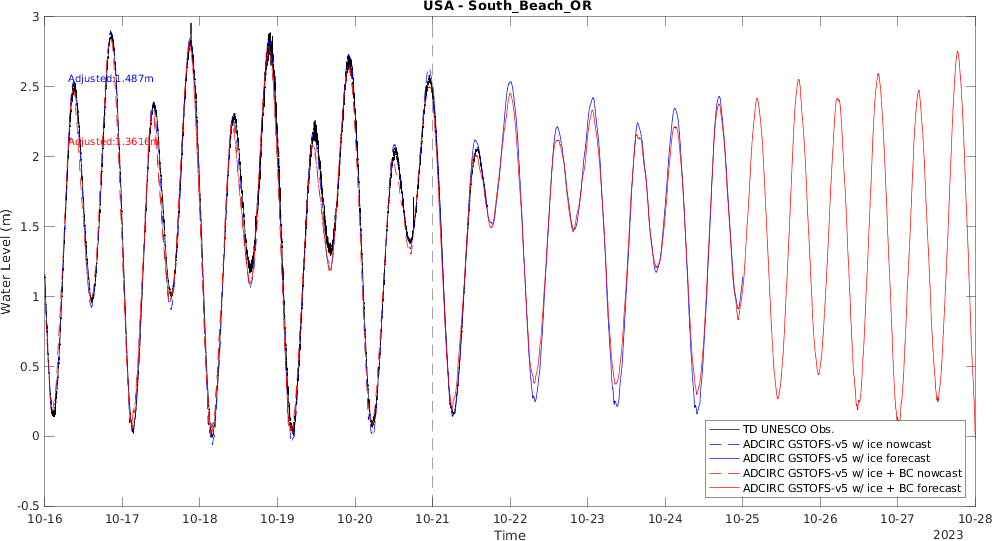 USA - South_Beach_OR
3
2.5
2
1.5
1
0.5
0
-0.5
Water Level (m)
Adjusted:1.487m
Adjusted:1.3616m
TD UNESCO Obs.
ADCIRC GSTOFS-v5 w/ ice nowcast
ADCIRC GSTOFS-v5 w/ ice forecast
ADCIRC GSTOFS-v5 w/ ice + BC nowcast
ADCIRC GSTOFS-v5 w/ ice + BC forecast
10-16 10-17 10-18 10-19 10-20 10-21 10-22 10-23 10-24 10-25 10-26 10-27 10-28
Time
2023